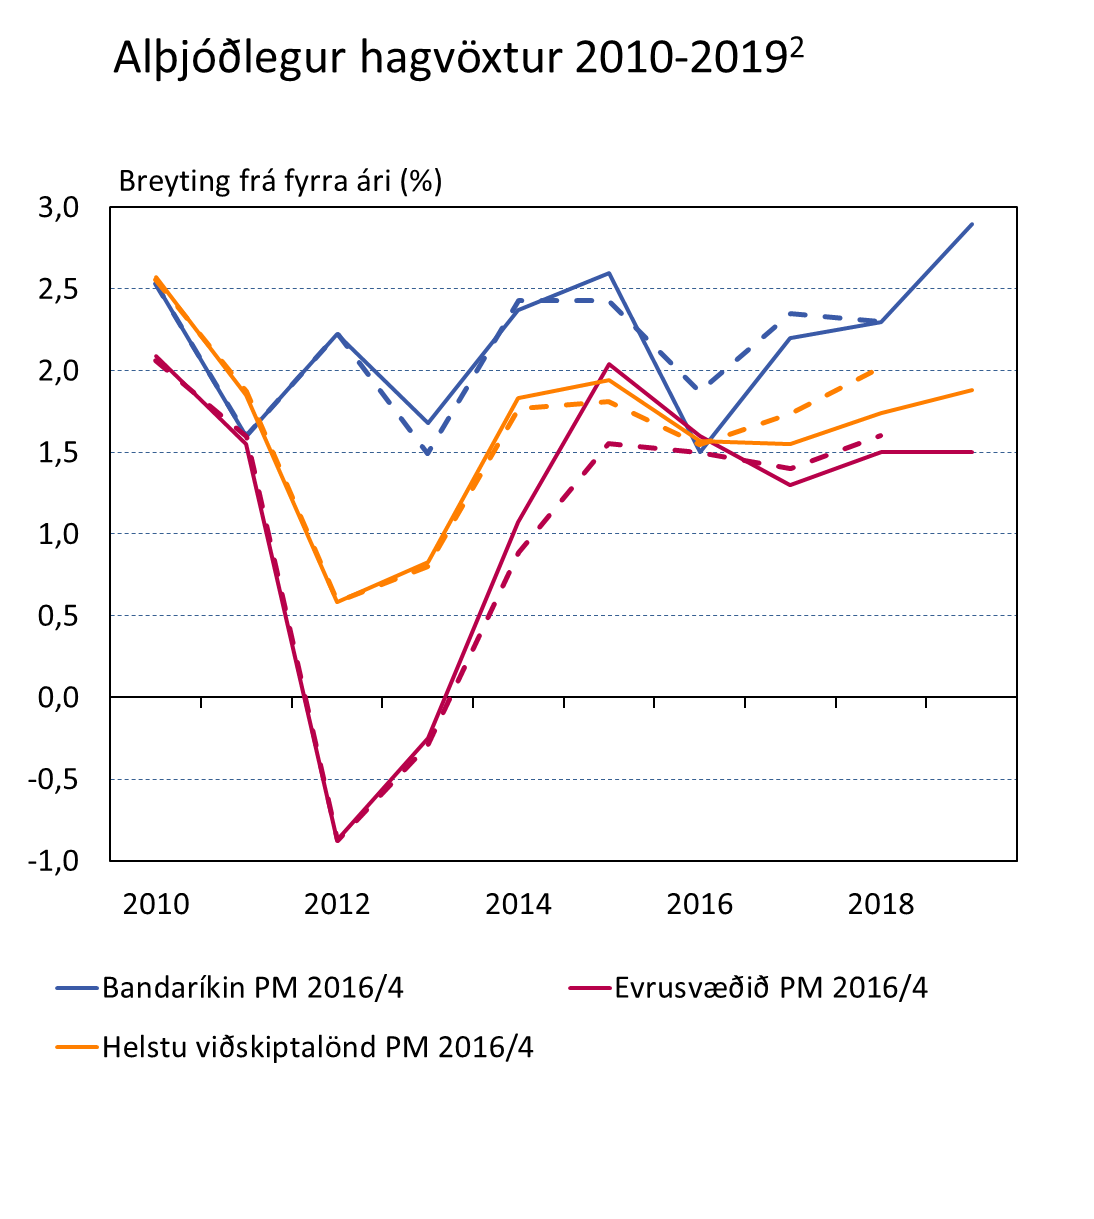 Alþjóðlegur hagvöxtur 2010-2019²
Breyting frá fyrra ári (%)
3,0
2,5
2,0
1,5
1,0
0,5
0,0
-0,5
-1,0
2010 2012 2014 2016 2018
Bandaríkin PM 2016/4 Evrusvæðið PM 2016/4
Helstu viðskiptalönd PM 2016/4